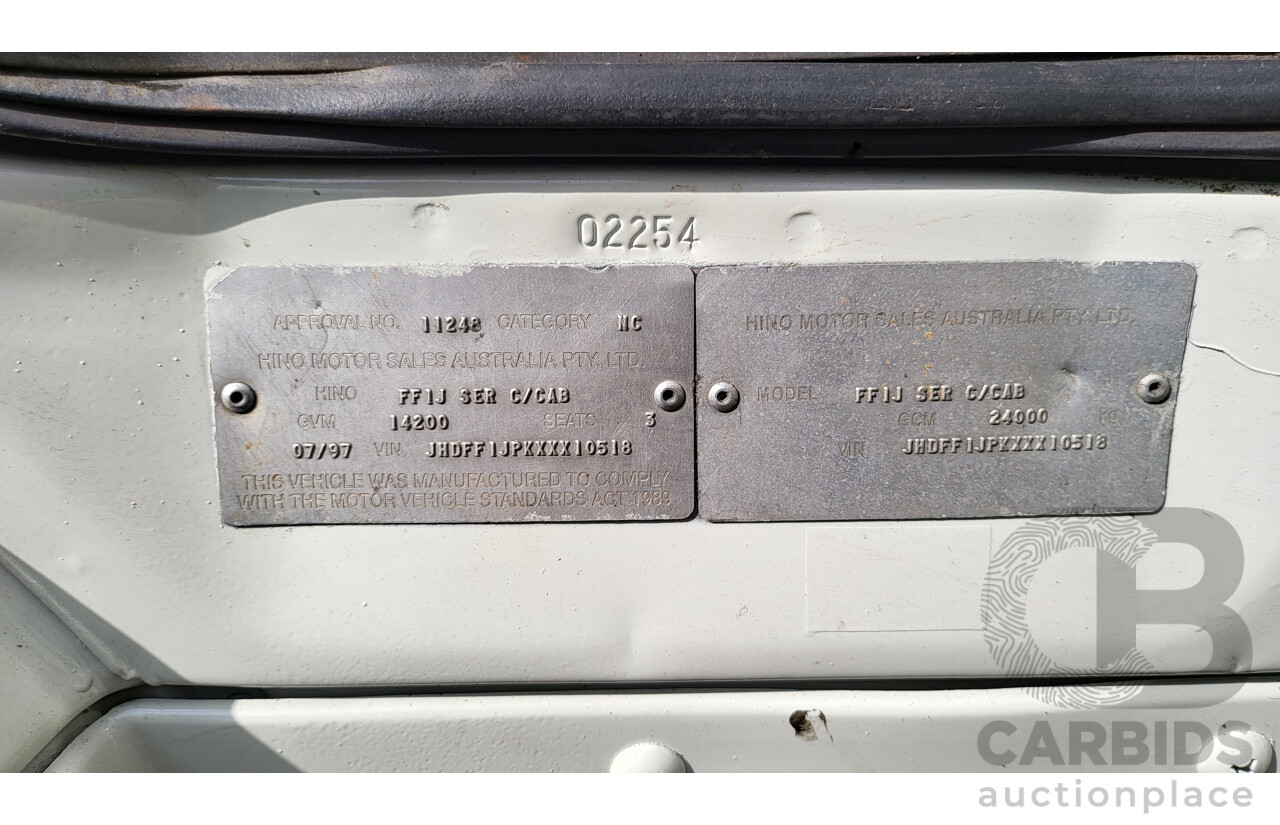 02254
APPROVAL NO. 11248 CATEGORY NC
HINO MOTOR SALES AUSTRALIA PTY. LTD.
HINO FF1J SER C/CAB
GVM 14200 SEATS 3
07/97 VIN JHDFF1JPKXXX10518
THIS VEHICLE WAS MANUFACTURED TO COMPLY
WITH THE MOTOR VEHICLE STANDARDS ACT 1989
HINO MOTOR SALES AUSTRALIA PTY. LTD.
MODEL FF1J SER C/CAB
GCM 24000 KG
VIN JHDFF1JPKXXX10518
CB
CARBIDS
auctionplace